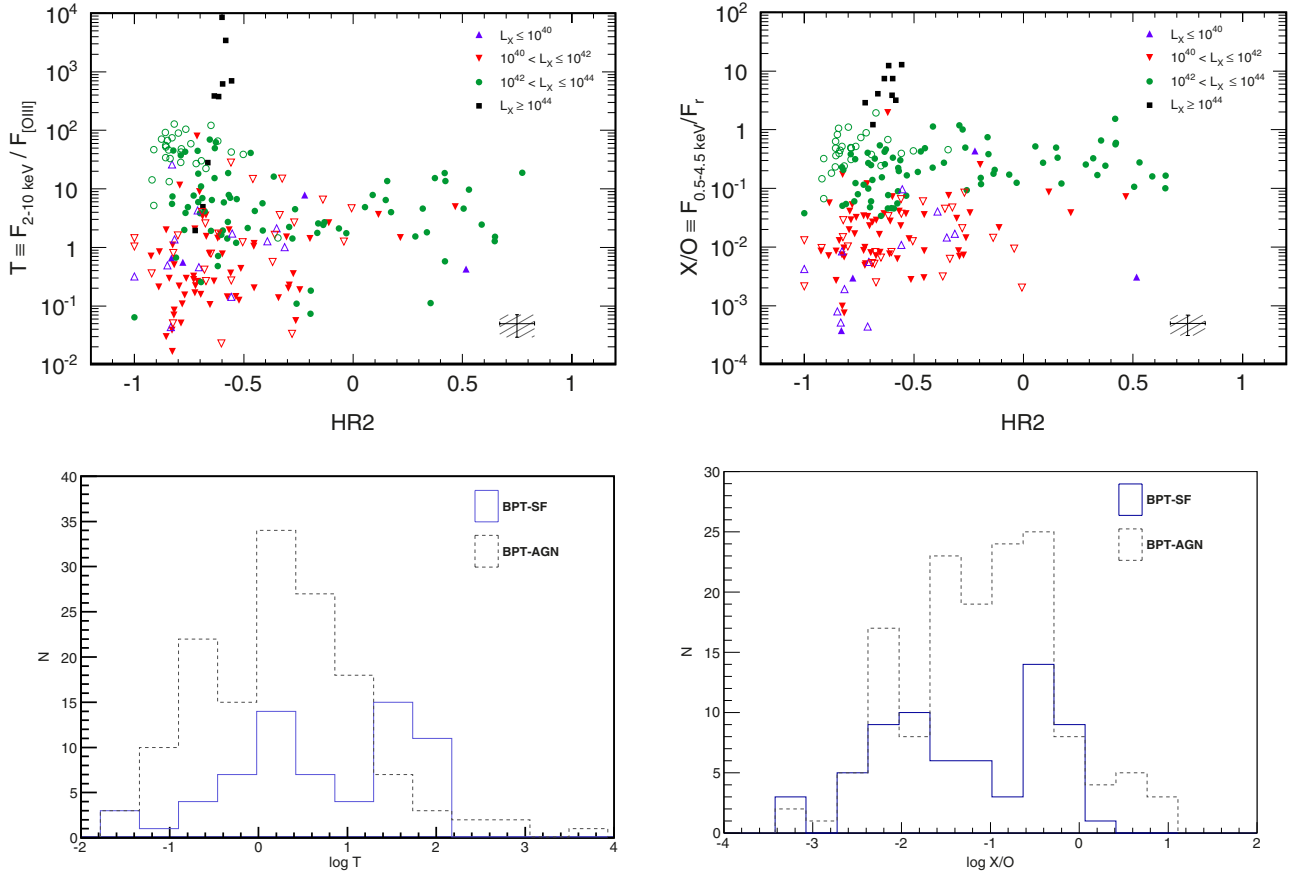 T ≡ F2-10 keV / F[OIII]
10^4
10^3
10^2
10
1
10^-1
10^-2
-1
-0.5
0
0.5
1
HR2
L_X ≤ 10^40
10^40 < L_X ≤ 10^42
10^42 < L_X ≤ 10^44
L_X ≥ 10^44
X/O ≡ F0.5-4.5 keV/F_r
10^2
10
1
10^-1
10^-2
10^-3
10^-4
-1
-0.5
0
0.5
1
HR2
L_X ≤ 10^40
10^40 < L_X ≤ 10^42
10^42 < L_X ≤ 10^44
L_X ≥ 10^44
N
40
35
30
25
20
15
10
5
0
-2
-1
0
1
2
3
4
log T
BPT-SF
BPT-AGN
N
30
25
20
15
10
5
0
-4
-3
-2
-1
0
1
2
log X/O
BPT-SF
BPT-AGN